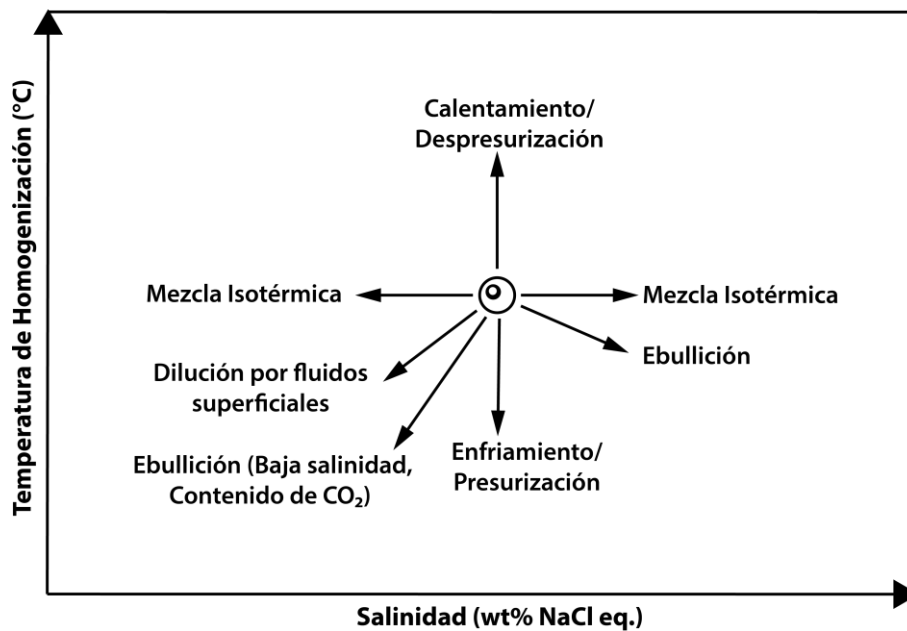 Temperatura de Homogenización (°C)
Calentamiento/
Despresurización
Mezcla Isotérmica
Mezcla Isotérmica
Ebullición
Dilución por fluidos
superficiales
Ebullición (Baja salinidad,
Contenido de CO₂)
Enfriamiento/
Presurización
Salinidad (wt% NaCl eq.)